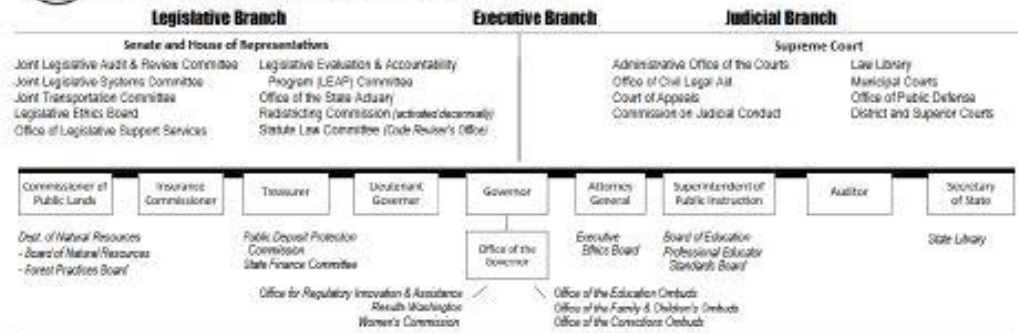 Legislative Branch
Executive Branch
Judicial Branch
Senate and House of Representatives
Joint Legislative Audit & Review Committee
Joint Legislative Systems Committee
Joint Transportation Committee
Legislative Ethics Board
Office of Legislative Support Services
Legislative Evaluation & Accountability
Program (LEAP) Committee
Office of the State Actuary
Redistricting Commission (activated decennially)
Statute Law Committee (Code Reviser's Office)
Supreme Court
Administrative Office of the Courts
Office of Civil Legal Aid
Court of Appeals
Commission on Judicial Conduct
Law Library
Municipal Courts
Office of Public Defense
District and Superior Courts
Commissioner of
Public Lands
Insurance
Commissioner
Treasurer
Lieutenant
Governor
Governor
Attorney
General
Superintendent of
Public Instruction
Auditor
Secretary
of State
Dept. of Natural Resources
- Board of Natural Resources
- Forest Practices Board
Public Deposit Protection
Commission
State Finance Committee
Office of the
Governor
Executive
Ethics Board
Board of Education
Professional Educator
Standards Board
State Library
Office for Regulatory Innovation & Assistance
Results Washington
Women's Commission
Office of the Education Ombuds
Office of the Family & Children's Ombuds
Office of the Corrections Ombuds